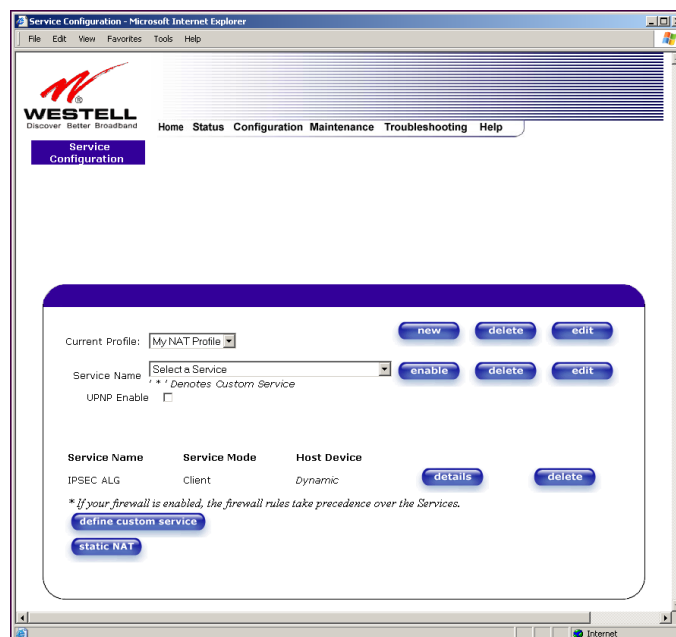 Service Configuration - Microsoft Internet Explorer
File Edit View Favorites Tools Help
WESTELL
®
Discover Better Broadband
Home Status Configuration Maintenance Troubleshooting Help
Service
Configuration
Current Profile: My NAT Profile new delete edit
Service Name Select a Service enable delete edit
' * ' Denotes Custom Service
UPNP Enable
Service Name Service Mode Host Device
IPSEC ALG Client Dynamic details delete
* If your firewall is enabled, the firewall rules take precedence over the Services.
define custom service
static NAT
Internet